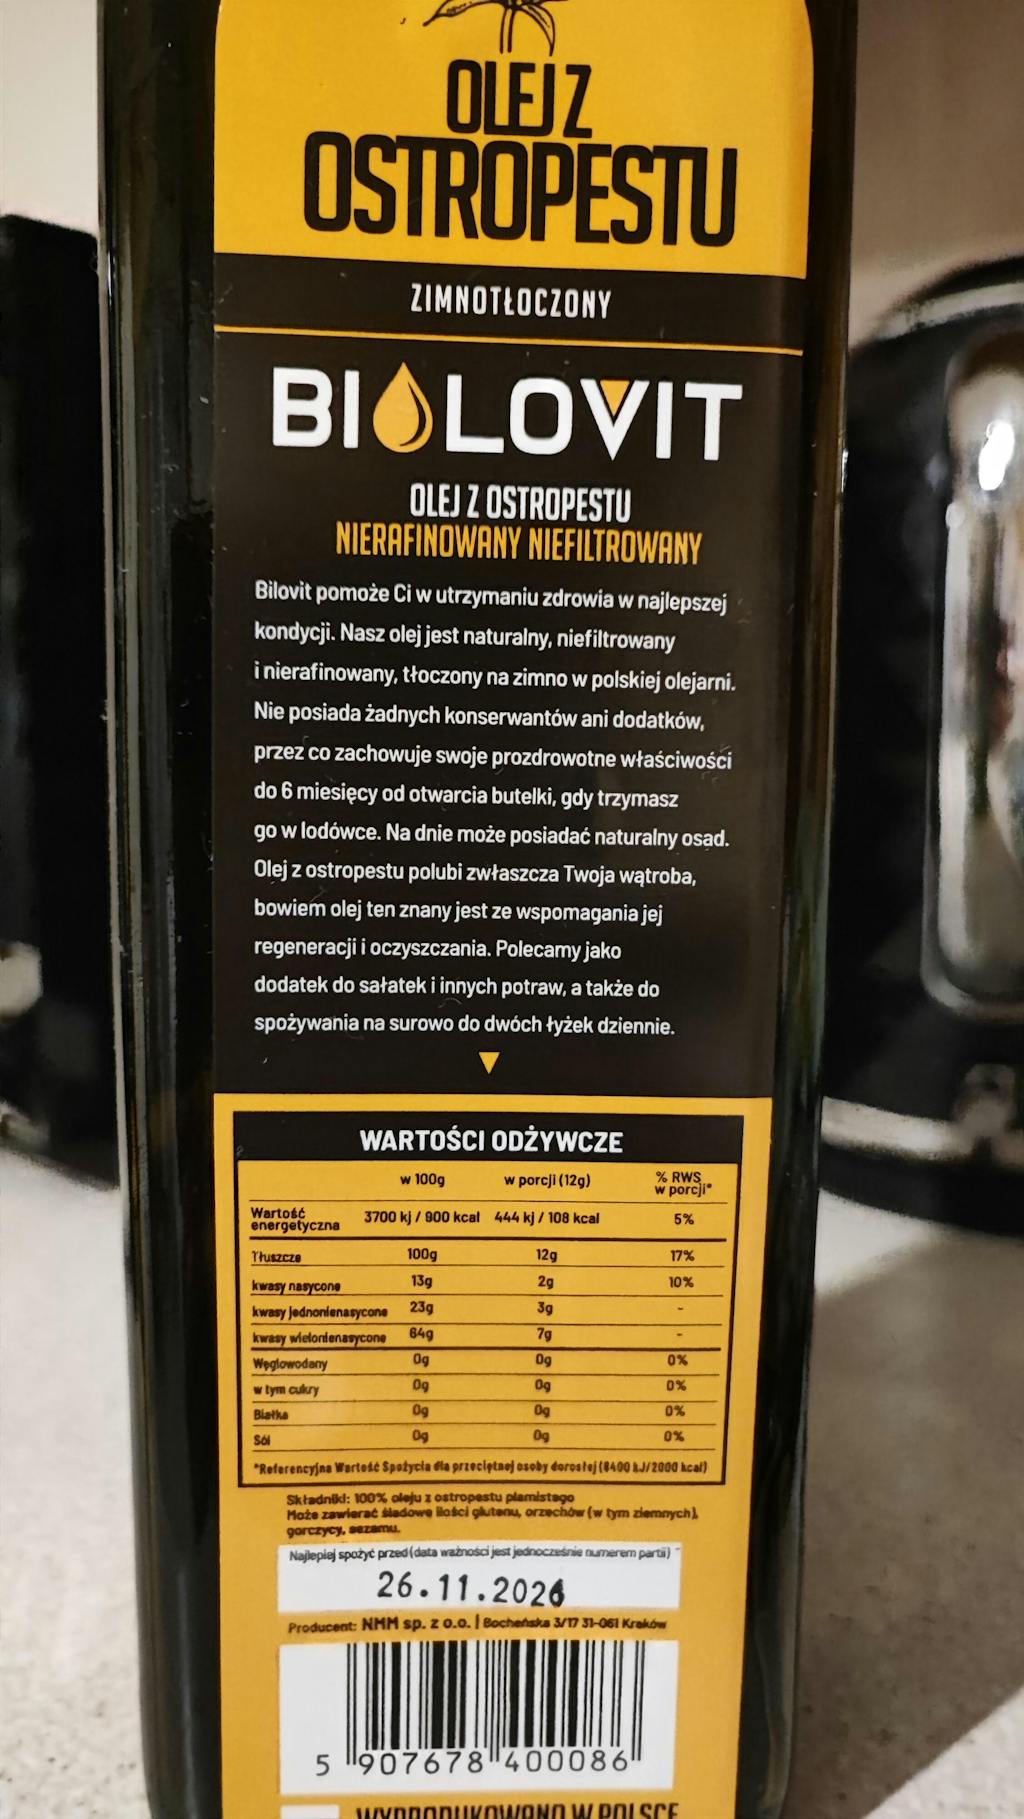 OLEJ Z
OSTROPESTU
ZIMNOTŁOCZONY
BIOLOVIT
OLEJ Z OSTROPESTU
NIERAFINOWANY NIEFILTROWANY
Bilovit pomoże Ci w utrzymaniu zdrowia w najlepszej
kondycji. Nasz olej jest naturalny, niefiltrowany
i nierafinowany, tłoczony na zimno w polskiej olejarni.
Nie posiada żadnych konserwantów ani dodatków,
przez co zachowuje swoje prozdrowotne właściwości
do 6 miesięcy od otwarcia butelki, gdy trzymasz
go w lodówce. Na dnie może posiadać naturalny osad.
Olej z ostropestu polubi zwłaszcza Twoja wątroba,
bowiem olej ten znany jest ze wspomagania jej
regeneracji i oczyszczania. Polecamy jako
dodatek do sałatek i innych potraw, a także do
spożywania na surowo do dwóch łyżek dziennie.
WARTOŚCI ODŻYWCZE
w 100g w porcji (12g) % RWS w porcji*
Wartość energetyczna 3700 kj / 900 kcal 444 kj / 108 kcal 5%
Tłuszcze 100g 12g 17%
kwasy nasycone 13g 2g 10%
kwasy jednonienasycone 23g 3g -
kwasy wielonienasycone 64g 7g -
Węglowodany 0g 0g 0%
w tym cukry 0g 0g 0%
Białka 0g 0g 0%
Sól 0g 0g 0%
*Referencyjna Wartość Spożycia dla przeciętnej osoby dorosłej (8400 kJ/2000 kcal)
Składniki: 100% oleju z ostropestu plamistego
Może zawierać śladowe ilości glutenu, orzechów (w tym ziemnych),
gorczycy, sezamu.
Najlepiej spożyć przed (data ważności jest jednocześnie numerem partii)
26.11.2026
Producent: NMM sp. z o.o. | Bocheńska 3/17 31-061 Kraków
5 907678 400086
WYPRODUKOWANO W POLSCE